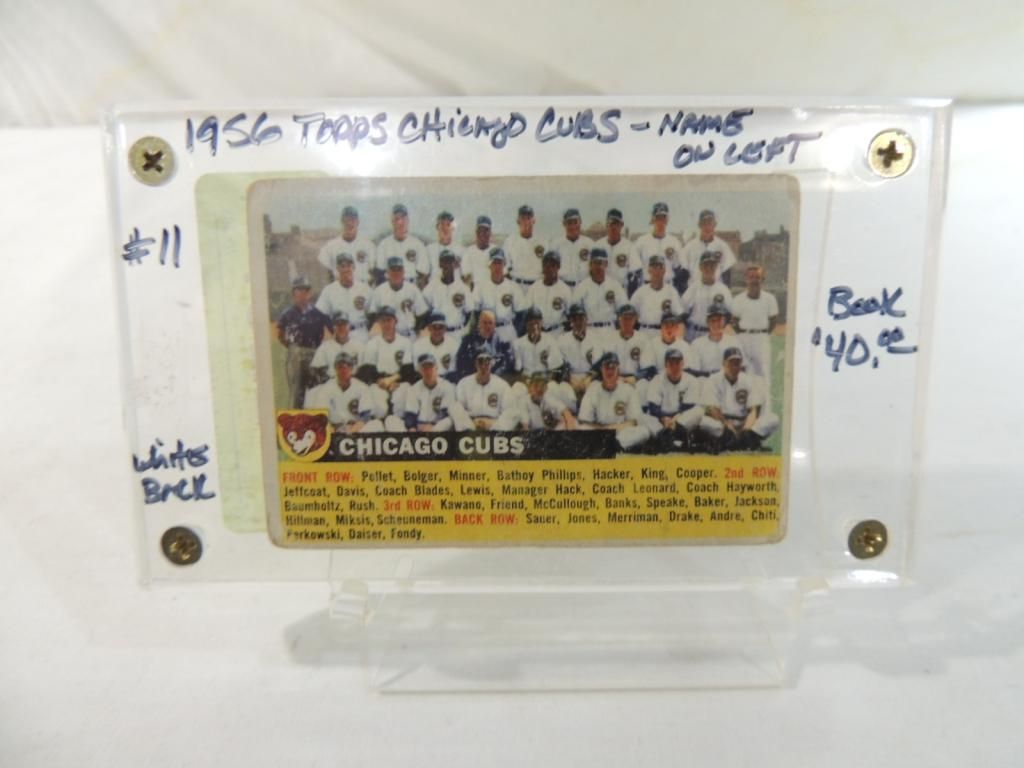 1956 TOPPS CHICAGO CUBS - NAME
ON LEFT
#11
Book
$40.00
White
Back
CHICAGO CUBS
FRONT ROW: Pollet, Bolger, Minner, Bathoy Phillips, Hacker, King, Cooper. 2nd ROW:
Jeffcoat, Davis, Coach Blades, Lewis, Manager Hack, Coach Leonard, Coach Hayworth,
Baumholtz, Rush. 3rd ROW: Kawano, Friend, McCullough, Banks, Speake, Baker, Jackson,
Hillman, Miksis, Scheuneman. BACK ROW: Sauer, Jones, Merriman, Drake, Andre, Chiti,
Perkowski, Daiser, Fondy.